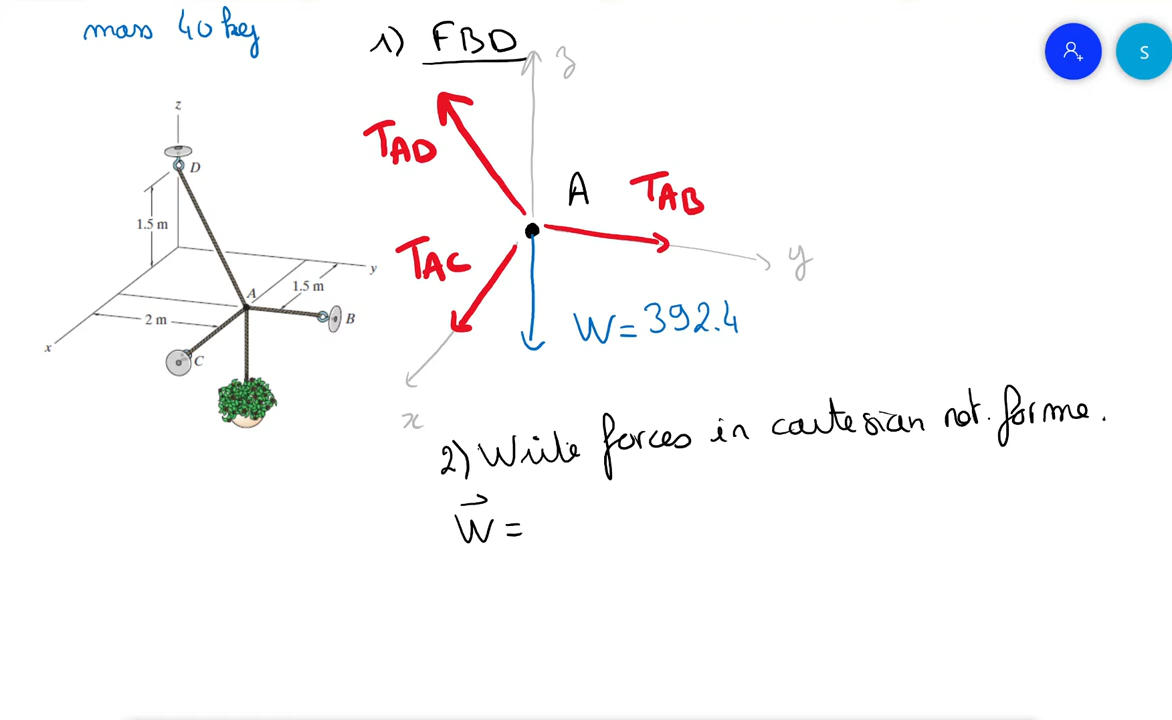 mass 40 kg
1) FBD
z
TAD
A
TAB
TAC
y
W = 392.4
x
z
D
1.5 m
y
A
1.5 m
B
2 m
x
C
2) Write forces in cartesian not. forme.
W =
S